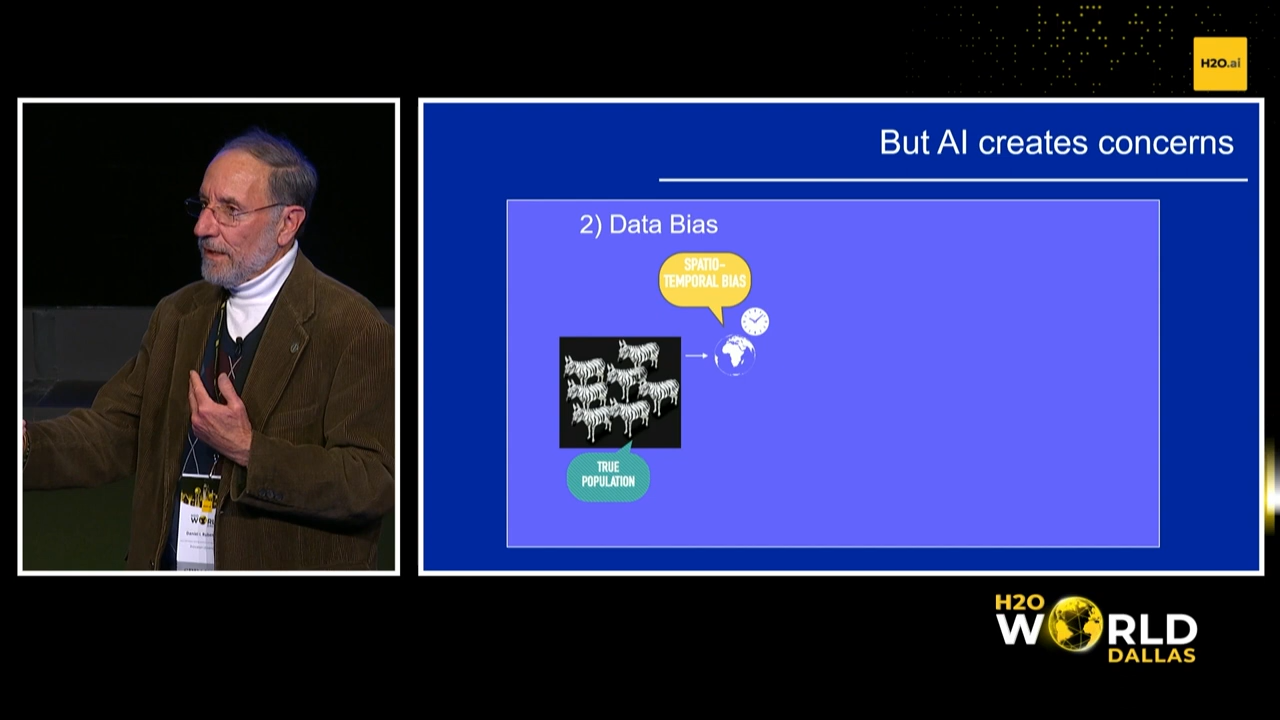 H2O.ai
But AI creates concerns
2) Data Bias
SPATIO-
TEMPORAL BIAS
TRUE
POPULATION
H2O
WORLD
DALLAS